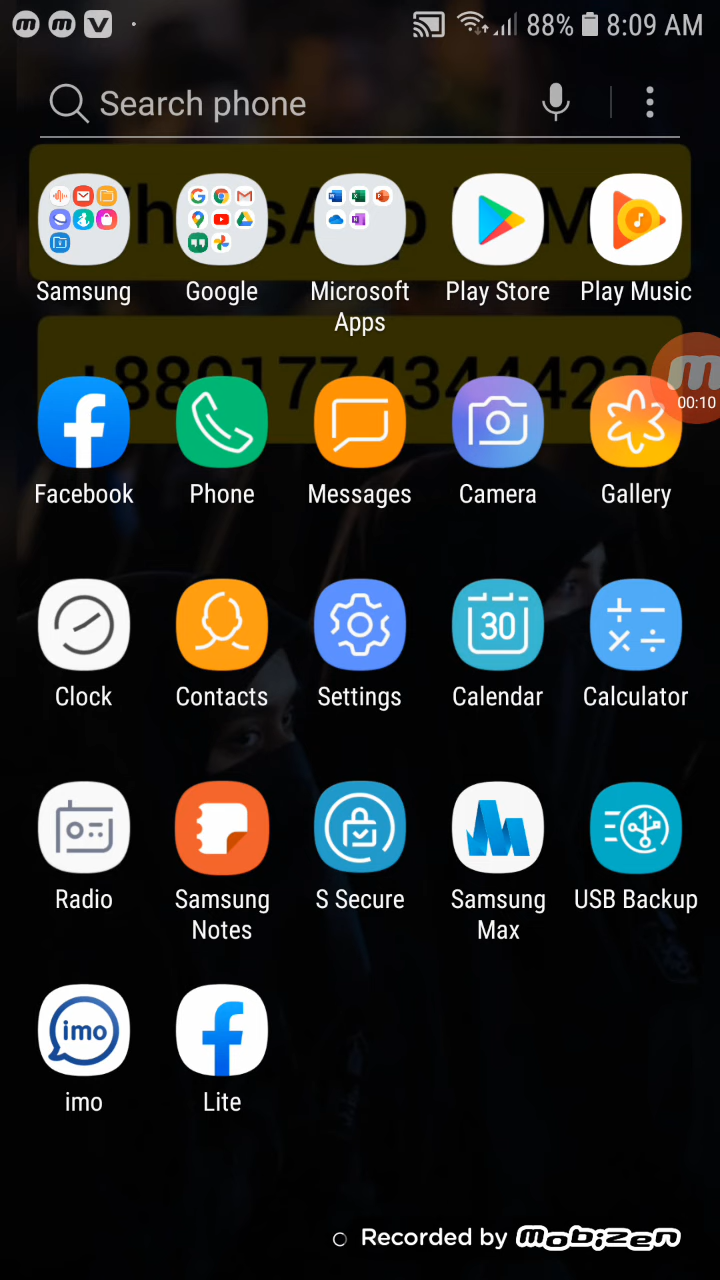 88% 8:09 AM
Search phone
Samsung Google Microsoft Apps Play Store Play Music
00:10
Facebook Phone Messages Camera Gallery
Clock Contacts Settings 30 Calendar Calculator
Radio Samsung Notes S Secure Samsung Max USB Backup
imo
imo Lite
Recorded by Mobizen